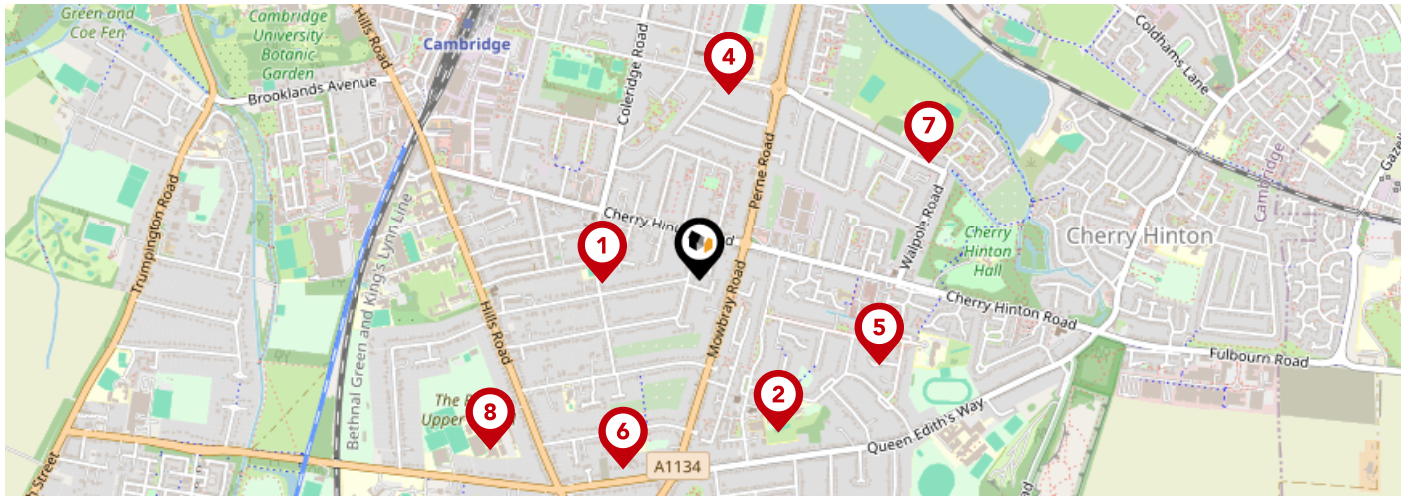 Green and
Coe Fen
Cambridge
University
Botanic
Garden
Hills Road
Cambridge
Brooklands Avenue
Coleridge Road
4
Coldhams Lane
7
Perne Road
Trumpington Road
Bethnal Green and King's Lynn Line
Cherry
Road
1
Walpole Road
Cherry
Hinton
Hall
Cherry Hinton
Cambridge
Mowbray Road
Cherry Hinton Road
Hills Road
5
Fulbourn Road
The
Upper
8
6
2
Queen Edith's Way
A1134
Street